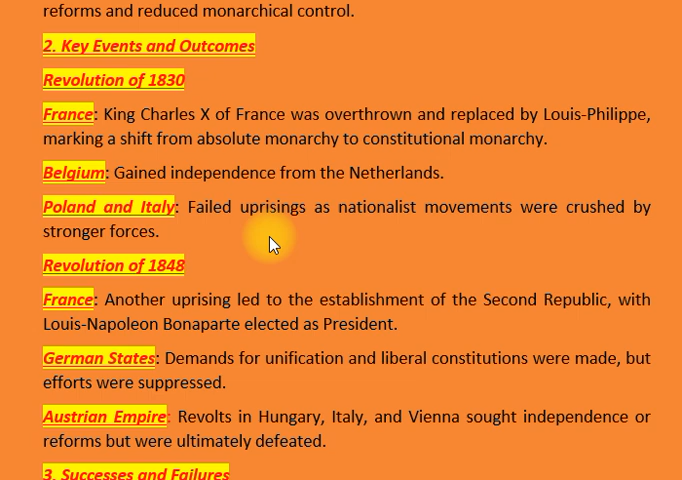 reforms and reduced monarchical control.
2. Key Events and Outcomes
Revolution of 1830
France: King Charles X of France was overthrown and replaced by Louis-Philippe,
marking a shift from absolute monarchy to constitutional monarchy.
Belgium: Gained independence from the Netherlands.
Poland and Italy: Failed uprisings as nationalist movements were crushed by
stronger forces.
Revolution of 1848
France: Another uprising led to the establishment of the Second Republic, with
Louis-Napoleon Bonaparte elected as President.
German States: Demands for unification and liberal constitutions were made, but
efforts were suppressed.
Austrian Empire: Revolts in Hungary, Italy, and Vienna sought independence or
reforms but were ultimately defeated.
3. Successes and Failures